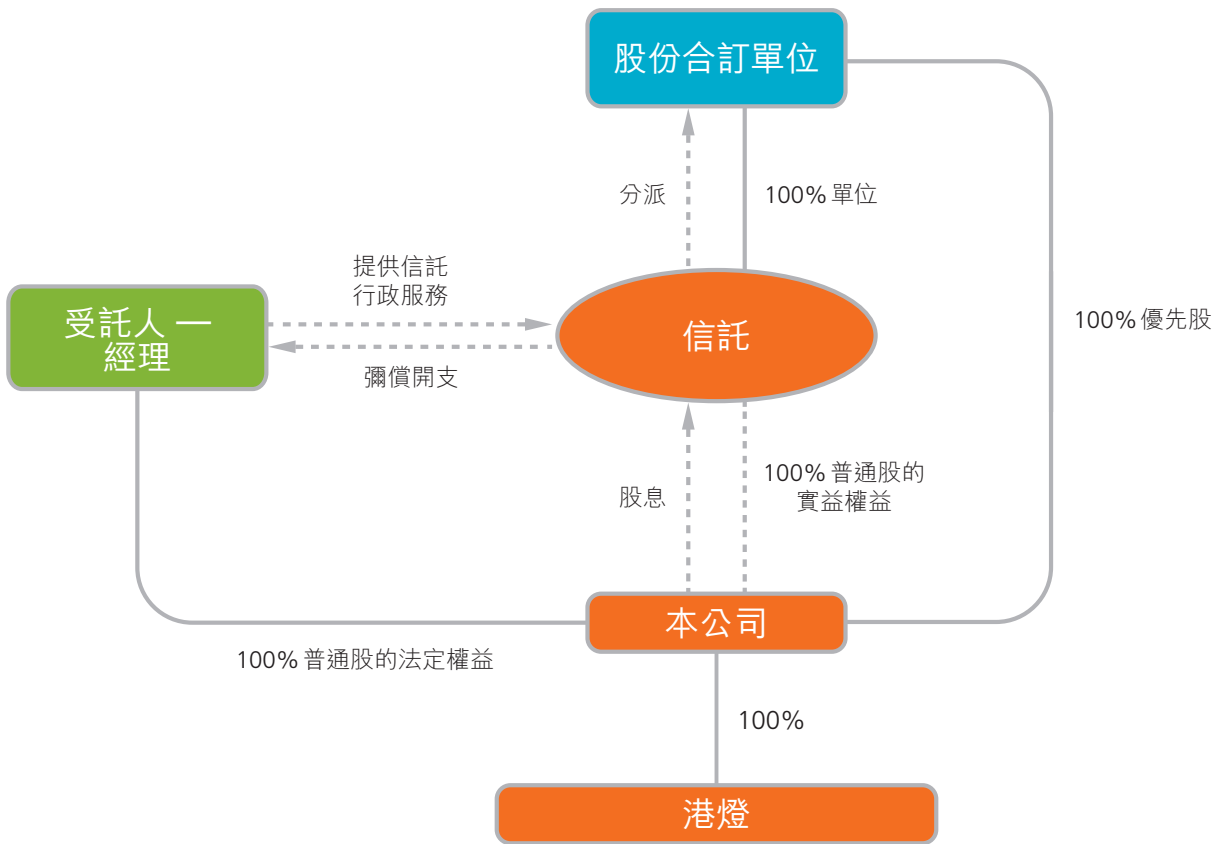 股份合訂單位
分派
100% 單位
提供信託
行政服務
受託人 一
經理
信託
100% 優先股
彌償開支
股息
100% 普通股的
實益權益
本公司
100% 普通股的法定權益
100%
港燈